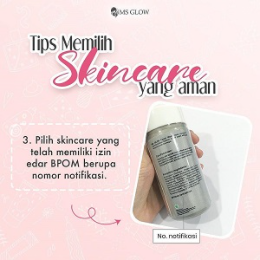 MS GLOW
Tips Memilih
Skincare
yang aman
3. Pilih skincare yang
telah memiliki izin
edar BPOM berupa
nomor notifikasi.
No. notifikasi